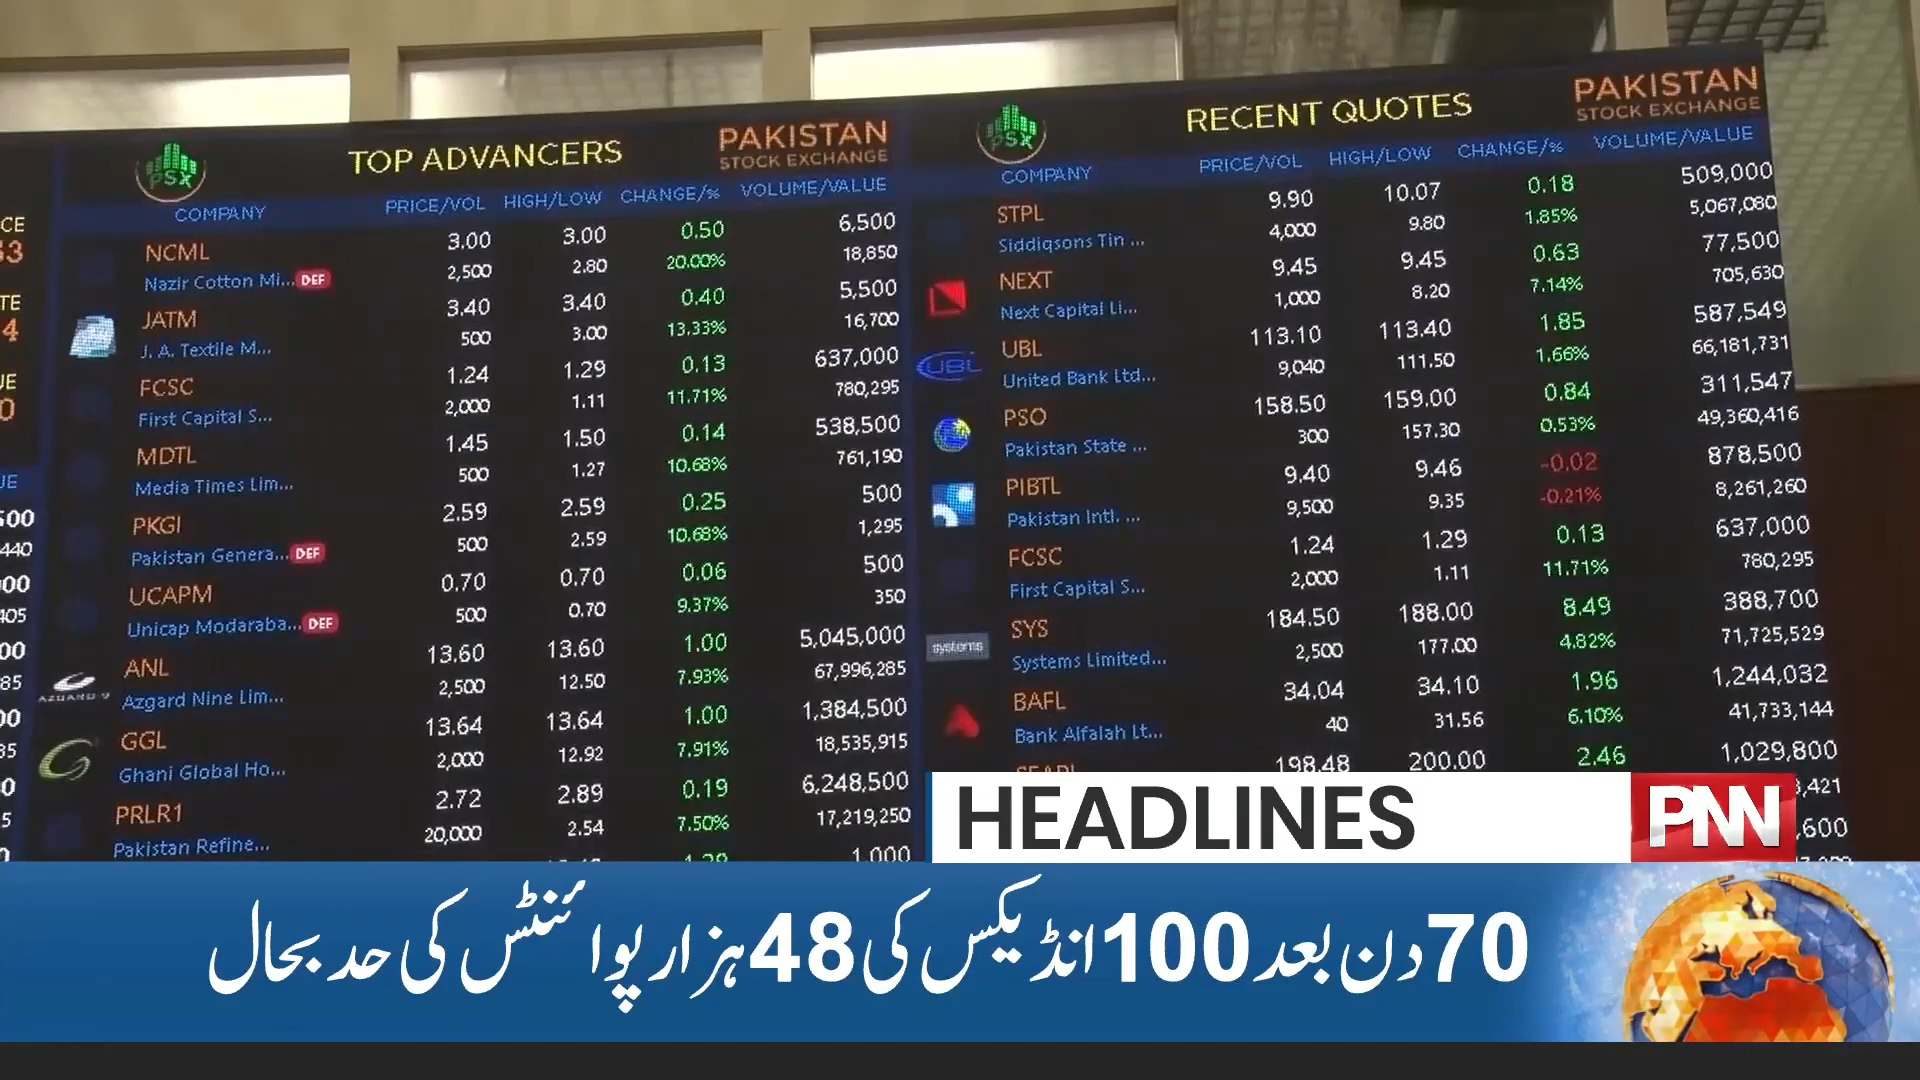 PSX
TOP ADVANCERS
PAKISTAN
STOCK EXCHANGE
COMPANY PRICE/VOL HIGH/LOW CHANGE/% VOLUME/VALUE
NCML 3.00 3.00 0.50 6,500
Nazir Cotton Mi... DEF 2,500 2.80 20.00% 18,850
JATM 3.40 3.40 0.40 5,500
J. A. Textile M... 500 3.00 13.33% 16,700
FCSC 1.24 1.29 0.13 637,000
First Capital S... 2,000 1.11 11.71% 780,295
MDTL 1.45 1.50 0.14 538,500
Media Times Lim... 500 1.27 10.68% 761,190
PKGI 2.59 2.59 0.25 500
Pakistan Genera... DEF 500 2.59 10.68% 1,295
UCAPM 0.70 0.70 0.06 500
Unicap Modaraba... DEF 500 0.70 9.37% 350
ANL 13.60 13.60 1.00 5,045,000
Azgard Nine Lim... 2,500 12.50 7.93% 67,996,285
GGL 13.64 13.64 1.00 1,384,500
Ghani Global Ho... 2,000 12.92 7.91% 18,535,915
PRLR1 2.72 2.89 0.19 6,248,500
Pakistan Refine... 20,000 2.54 7.50% 17,219,250
1,000
PSX
RECENT QUOTES
PAKISTAN
STOCK EXCHANGE
COMPANY PRICE/VOL HIGH/LOW CHANGE/% VOLUME/VALUE
STPL 9.90 10.07 0.18 509,000
Siddiqsons Tin ... 4,000 9.80 1.85% 5,067,080
NEXT 9.45 9.45 0.63 77,500
Next Capital Li... 1,000 8.20 7.14% 705,630
UBL 113.10 113.40 1.85 587,549
UBL United Bank Ltd... 9,040 111.50 1.66% 66,181,731
PSO 158.50 159.00 0.84 311,547
Pakistan State ... 300 157.30 0.53% 49,360,416
PIBTL 9.40 9.46 -0.02 878,500
Pakistan Intl. ... 9,500 9.35 -0.21% 8,261,260
FCSC 1.24 1.29 0.13 637,000
First Capital S... 2,000 1.11 11.71% 780,295
SYS 184.50 188.00 8.49 388,700
systems Systems Limited... 2,500 177.00 4.82% 71,725,529
BAFL 34.04 34.10 1.96 1,244,032
Bank Alfalah Lt... 40 31.56 6.10% 41,733,144
198.48 200.00 2.46 1,029,800
HEADLINES
PNN
70 دن بعد 100 انڈیکس کی 48 ہزار پوائنٹس کی حد بحال